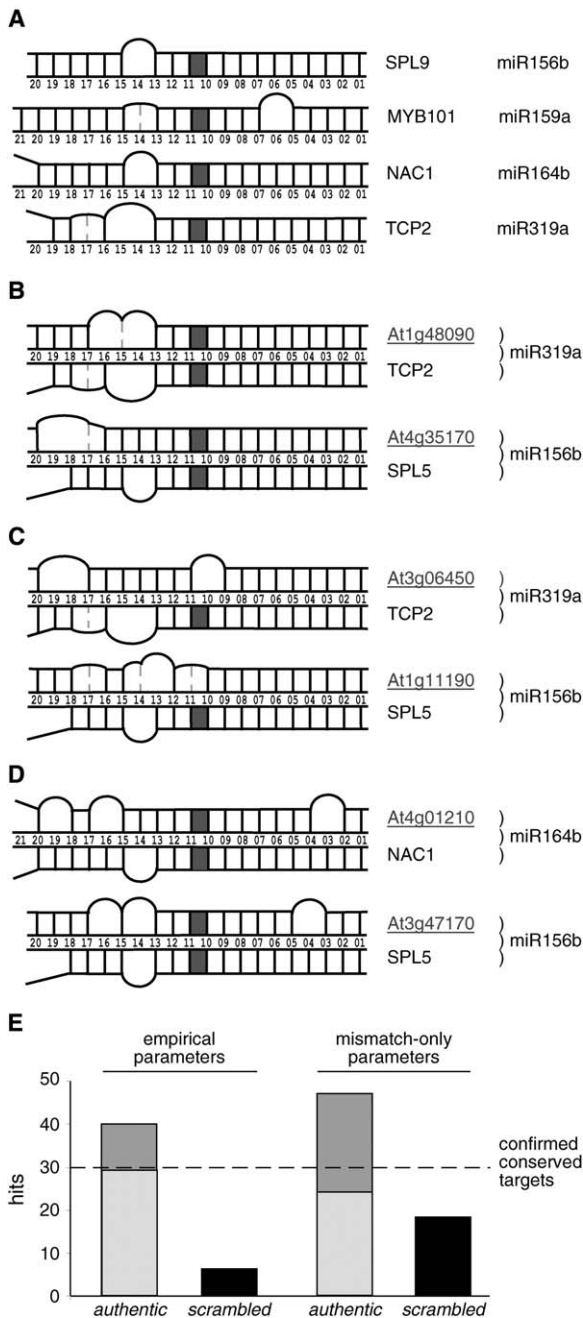 A
SPL9 miR156b
20 19 18 17 16 15 14 13 12 11 10 09 08 07 06 05 04 03 02 01
MYB101 miR159a
21 20 19 18 17 16 15 14 13 12 11 10 09 08 07 06 05 04 03 02 01
NAC1 miR164b
21 20 19 18 17 16 15 14 13 12 11 10 09 08 07 06 05 04 03 02 01
TCP2 miR319a
20 19 18 17 16 15 14 13 12 11 10 09 08 07 06 05 04 03 02 01
B
At1g48090 )
20 19 18 17 16 15 14 13 12 11 10 09 08 07 06 05 04 03 02 01 ) miR319a
TCP2 )
At4g35170 )
20 19 18 17 16 15 14 13 12 11 10 09 08 07 06 05 04 03 02 01 ) miR156b
SPL5 )
C
At3g06450 )
20 19 18 17 16 15 14 13 12 11 10 09 08 07 06 05 04 03 02 01 ) miR319a
TCP2 )
At1g11190 )
20 19 18 17 16 15 14 13 12 11 10 09 08 07 06 05 04 03 02 01 ) miR156b
SPL5 )
D
At4g01210 )
21 20 19 18 17 16 15 14 13 12 11 10 09 08 07 06 05 04 03 02 01 ) miR164b
NAC1 )
At3g47170 )
20 19 18 17 16 15 14 13 12 11 10 09 08 07 06 05 04 03 02 01 ) miR156b
SPL5 )
E
empirical parameters
mismatch-only parameters
50
40
30
20
10
0
hits
confirmed
conserved
targets
authentic scrambled authentic scrambled